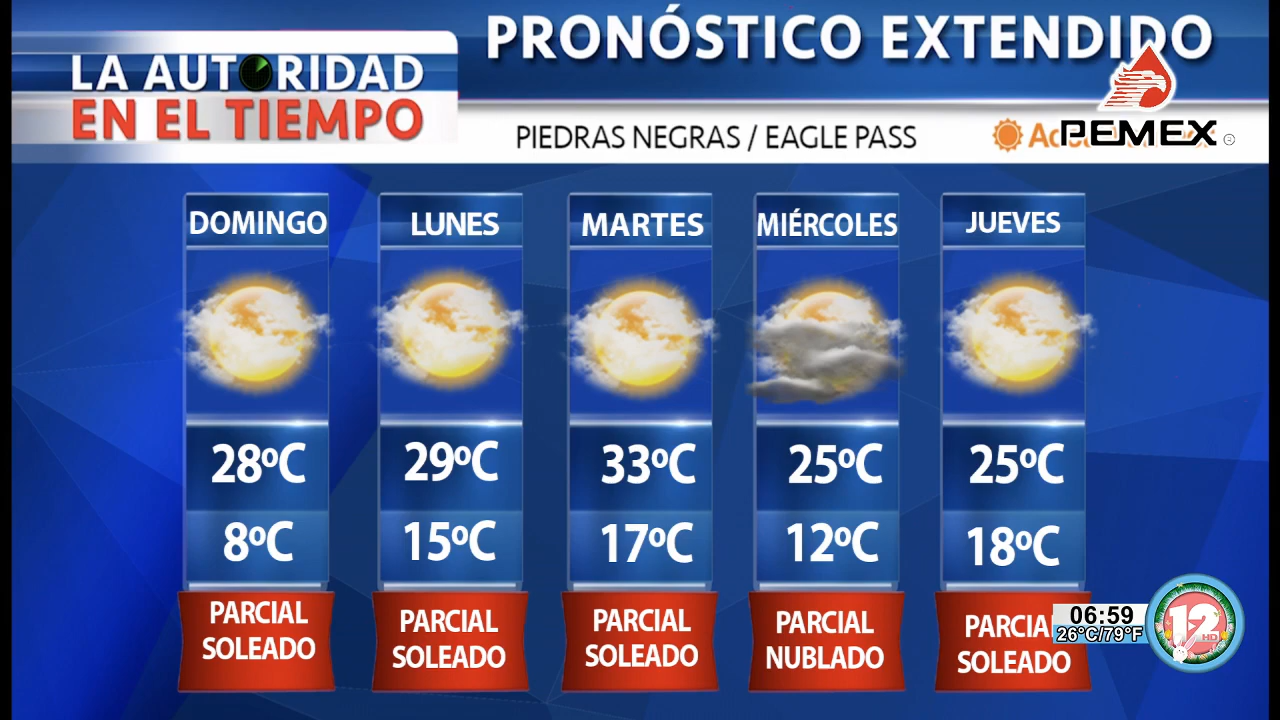 LA AUTORIDAD
EN EL TIEMPO
PRONÓSTICO EXTENDIDO
PIEDRAS NEGRAS / EAGLE PASS
PEMEX
DOMINGO
28ºC
8ºC
PARCIAL
SOLEADO
LUNES
29ºC
15ºC
PARCIAL
SOLEADO
MARTES
33ºC
17ºC
PARCIAL
SOLEADO
MIÉRCOLES
25ºC
12ºC
PARCIAL
NUBLADO
JUEVES
25ºC
18ºC
PARCIAL
SOLEADO
06:59
26°C/79°F
12
HD